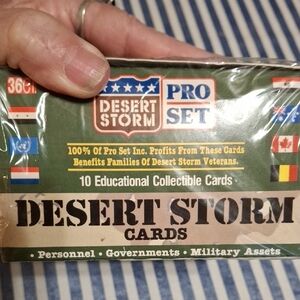 36Ct.
DESERT
STORM
PRO
SET
100% Of Pro Set Inc. Profits From These Cards
Benefits Families Of Desert Storm Veterans.
10 Educational Collectible Cards
DESERT STORM
CARDS
• Personnel • Governments • Military Assets